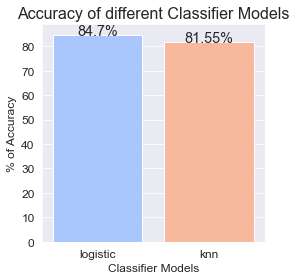 Accuracy of different Classifier Models
84.7%
81.55%
80
70
60
50
40
30
20
10
0
% of Accuracy
logistic knn
Classifier Models